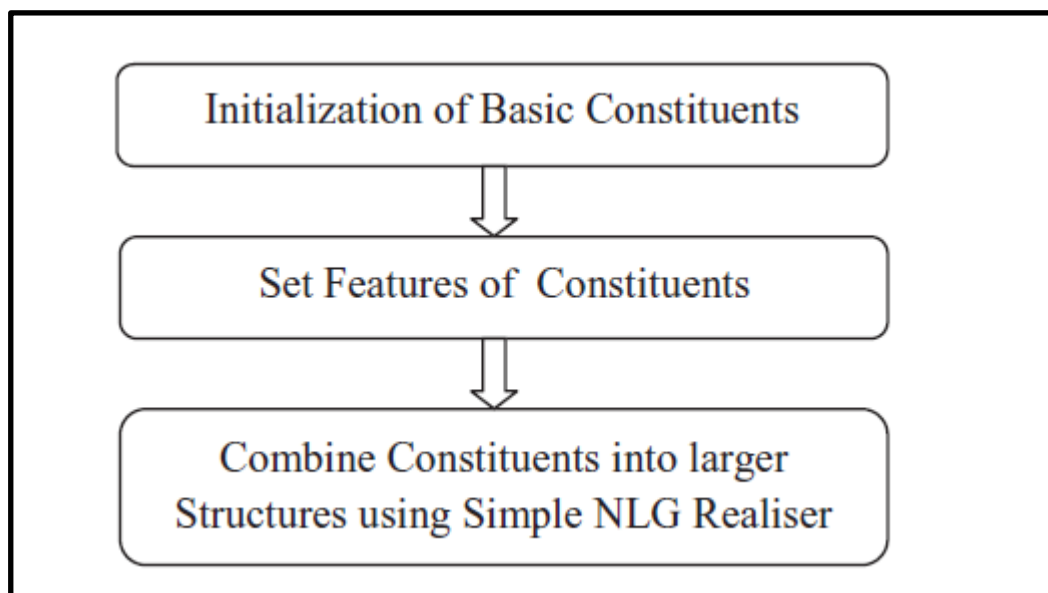 Initialization of Basic Constituents
Set Features of Constituents
Combine Constituents into larger
Structures using Simple NLG Realiser